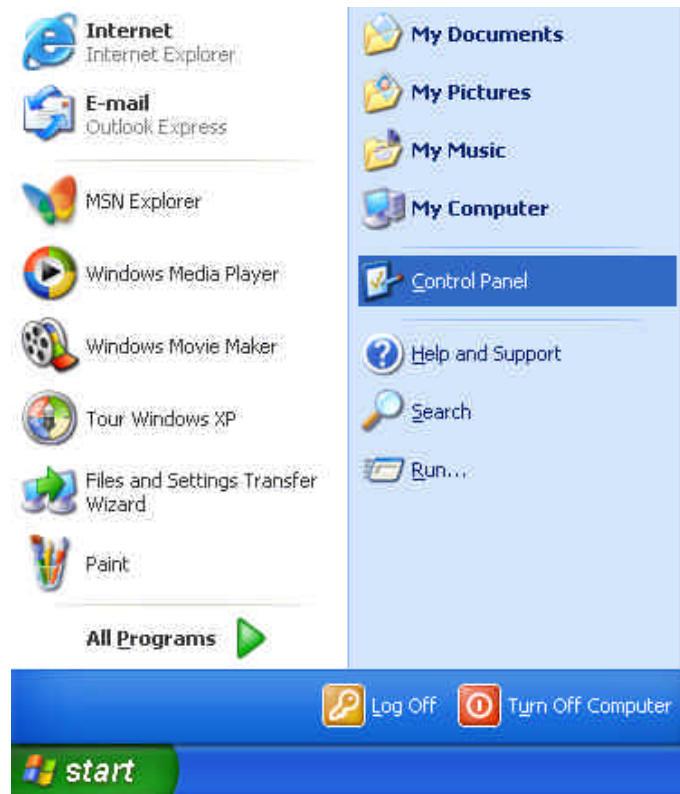 Internet
Internet Explorer
E-mail
Outlook Express
MSN Explorer
Windows Media Player
Windows Movie Maker
Tour Windows XP
Files and Settings Transfer
Wizard
Paint
All Programs
My Documents
My Pictures
My Music
My Computer
Control Panel
Help and Support
Search
Run...
Log Off
Turn Off Computer
start